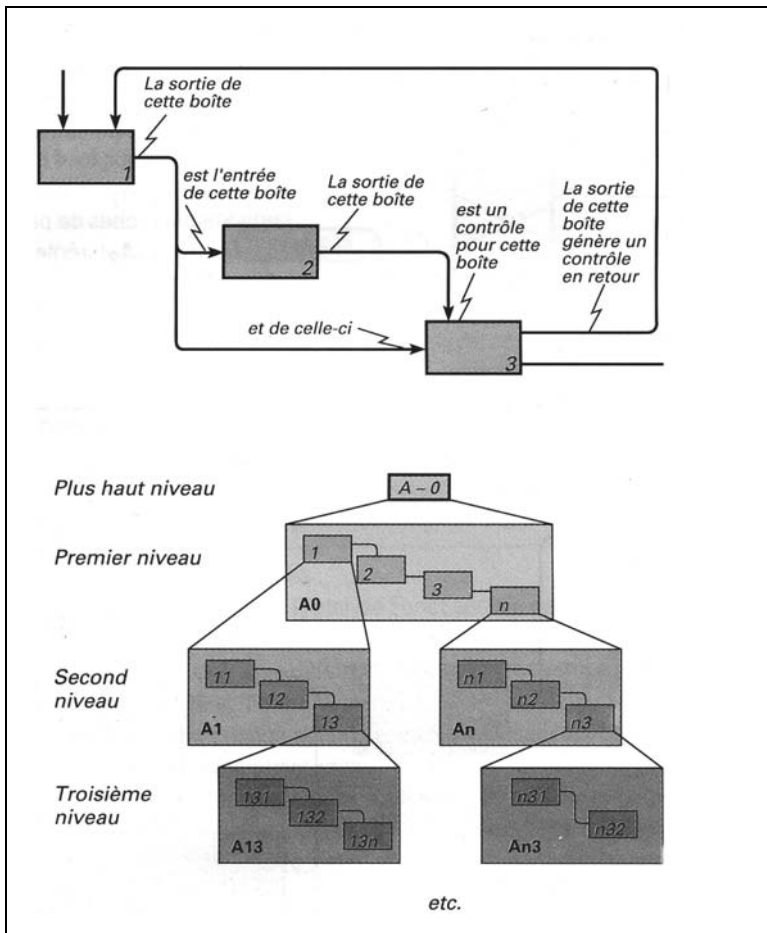 La sortie de
cette boîte
1
est l'entrée
de cette boîte
2
La sortie de
cette boîte
est un
contrôle
pour cette
boîte
La sortie
de cette
boîte
génère un
contrôle
en retour
et de celle-ci
3
Plus haut niveau
A – 0
Premier niveau
1
2
3
n
A0
Second
niveau
11
12
13
A1
n1
n2
n3
An
Troisième
niveau
131
132
13n
A13
n31
n32
An3
etc.